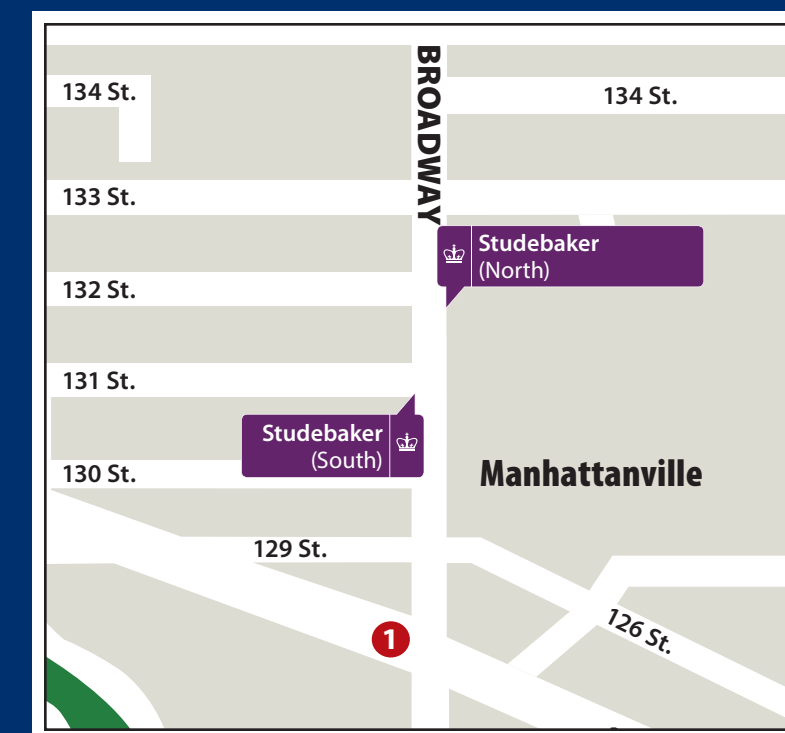 134 St.
BROADWAY
134 St.
133 St.
Studebaker
(North)
132 St.
131 St.
Studebaker
(South)
130 St.
Manhattanville
129 St.
1
126 St.